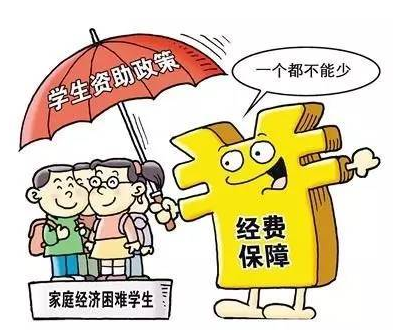 学生资助政策
一个都不能少
经费
保障
家庭经济困难学生